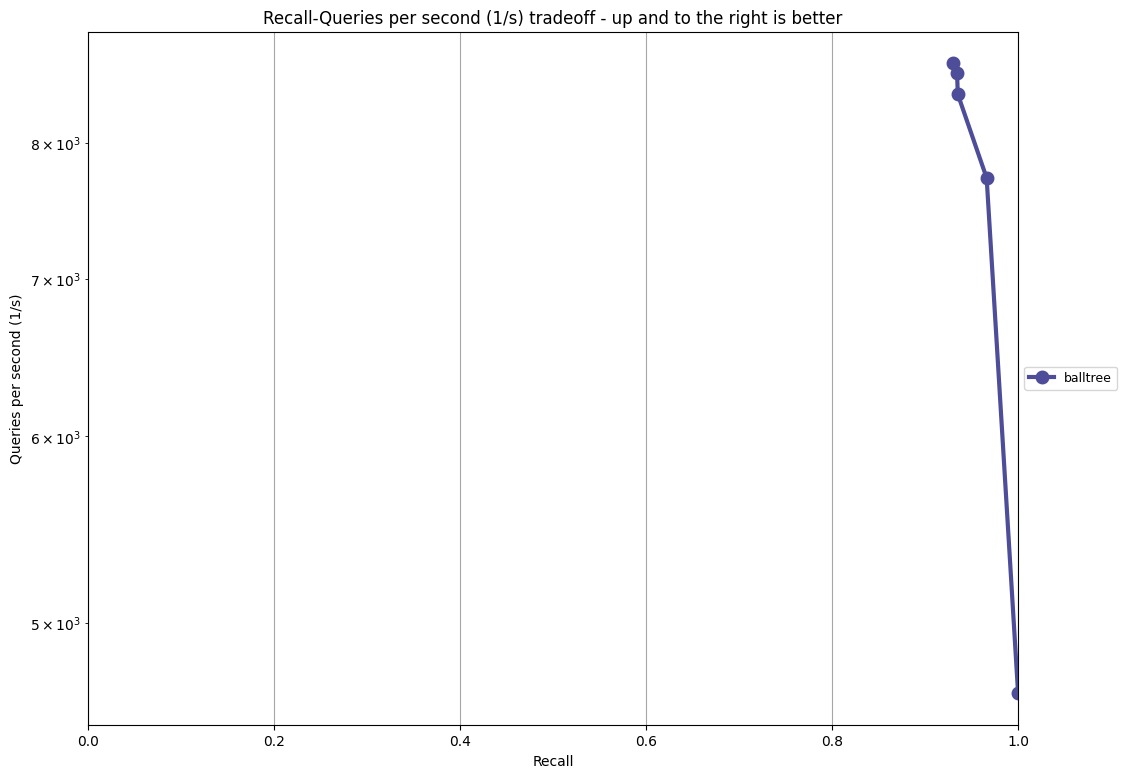 Recall-Queries per second (1/s) tradeoff - up and to the right is better
Queries per second (1/s)
8 × 10³
7 × 10³
6 × 10³
5 × 10³
0.0 0.2 0.4 0.6 0.8 1.0
Recall
balltree